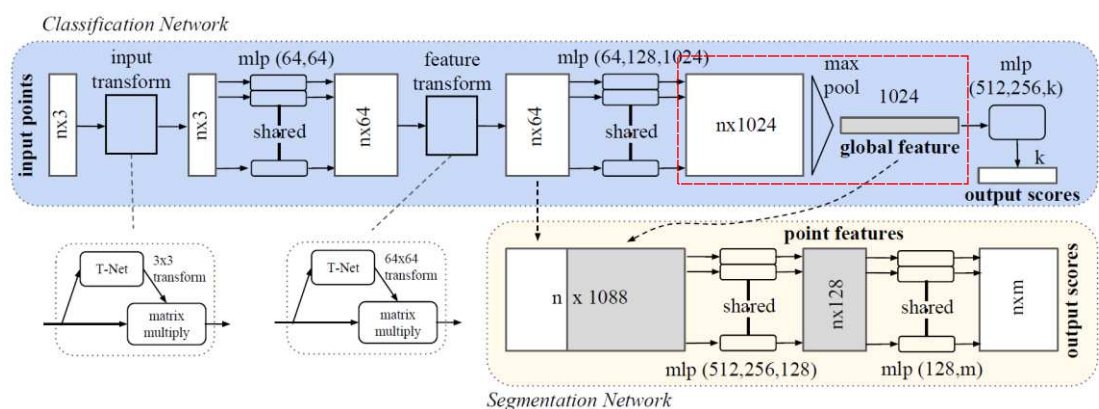 Classification Network
input points
nx3
input
transform
nx3
mlp (64,64)
shared
nx64
feature
transform
nx64
mlp (64,128,1024)
shared
nx1024
max
pool
1024
global feature
mlp
(512,256,k)
k
output scores
T-Net
3x3
transform
matrix
multiply
T-Net
64x64
transform
matrix
multiply
point features
n x 1088
shared
mlp (512,256,128)
nx128
shared
mlp (128,m)
nxm
output scores
Segmentation Network